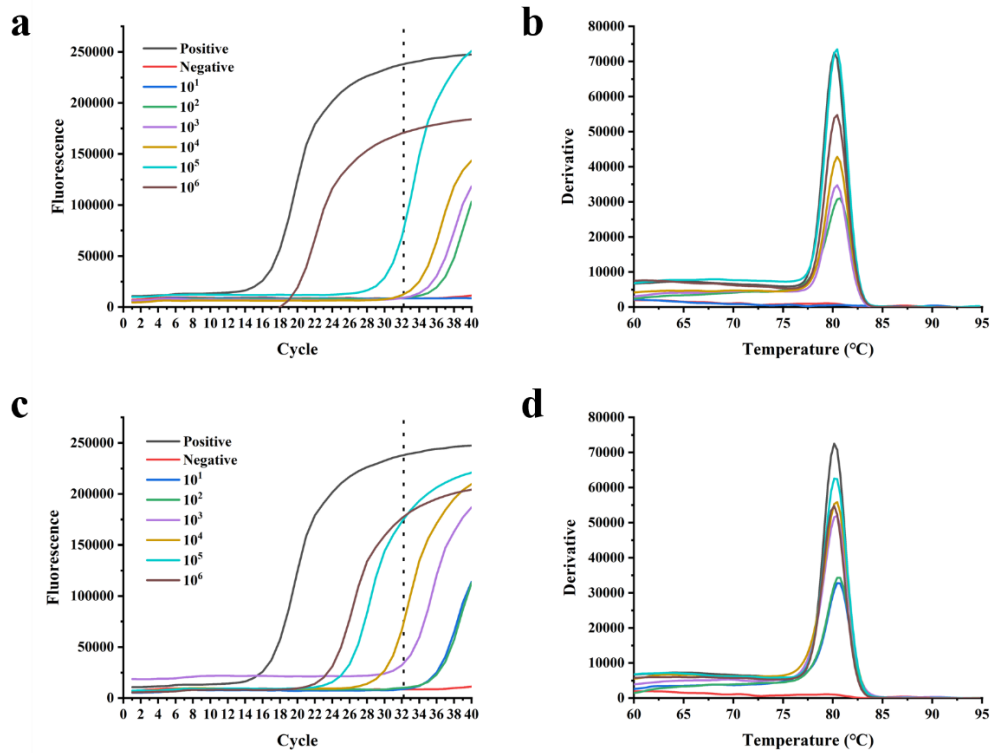 a
Fluorescence
250000
200000
150000
100000
50000
0
Positive
Negative
10¹
10²
10³
10⁴
10⁵
10⁶
0 2 4 6 8 10 12 14 16 18 20 22 24 26 28 30 32 34 36 38 40
Cycle
b
Derivative
80000
70000
60000
50000
40000
30000
20000
10000
0
60 65 70 75 80 85 90 95
Temperature (°C)
c
Fluorescence
250000
200000
150000
100000
50000
0
Positive
Negative
10¹
10²
10³
10⁴
10⁵
10⁶
0 2 4 6 8 10 12 14 16 18 20 22 24 26 28 30 32 34 36 38 40
Cycle
d
Derivative
80000
70000
60000
50000
40000
30000
20000
10000
0
60 65 70 75 80 85 90 95
Temperature (°C)